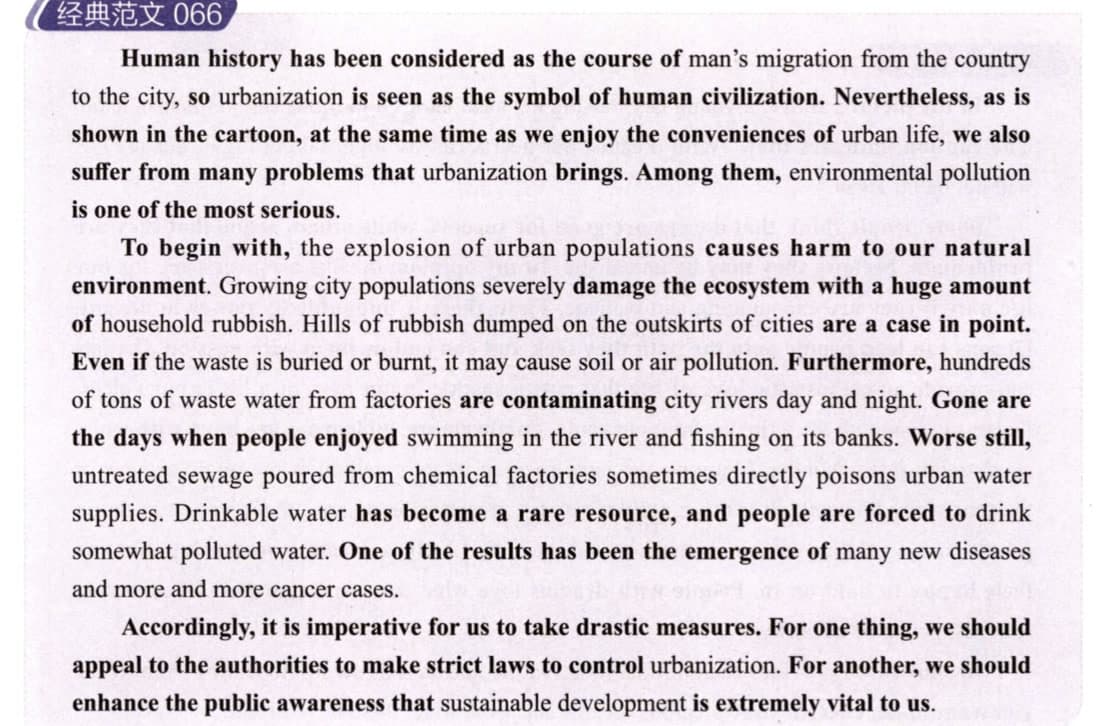 经典范文 066
Human history has been considered as the course of man's migration from the country
to the city, so urbanization is seen as the symbol of human civilization. Nevertheless, as is
shown in the cartoon, at the same time as we enjoy the conveniences of urban life, we also
suffer from many problems that urbanization brings. Among them, environmental pollution
is one of the most serious.
To begin with, the explosion of urban populations causes harm to our natural
environment. Growing city populations severely damage the ecosystem with a huge amount
of household rubbish. Hills of rubbish dumped on the outskirts of cities are a case in point.
Even if the waste is buried or burnt, it may cause soil or air pollution. Furthermore, hundreds
of tons of waste water from factories are contaminating city rivers day and night. Gone are
the days when people enjoyed swimming in the river and fishing on its banks. Worse still,
untreated sewage poured from chemical factories sometimes directly poisons urban water
supplies. Drinkable water has become a rare resource, and people are forced to drink
somewhat polluted water. One of the results has been the emergence of many new diseases
and more and more cancer cases.
Accordingly, it is imperative for us to take drastic measures. For one thing, we should
appeal to the authorities to make strict laws to control urbanization. For another, we should
enhance the public awareness that sustainable development is extremely vital to us.